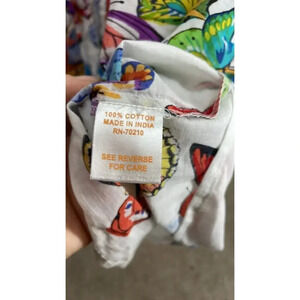 100% COTTON
MADE IN INDIA
RN-70210
SEE REVERSE
FOR CARE